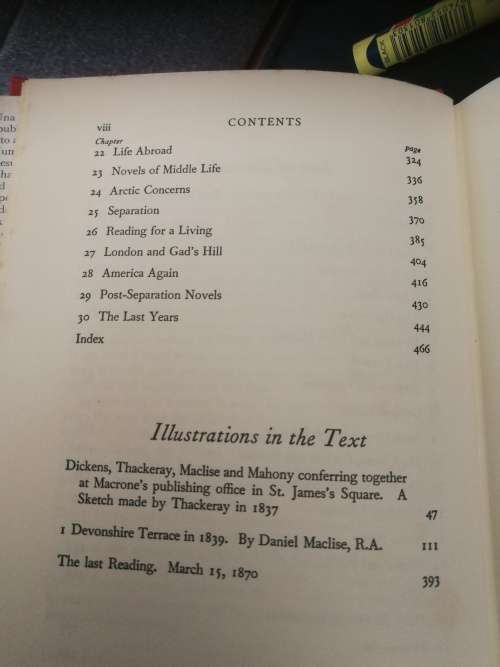 viii CONTENTS
Chapter page
22 Life Abroad 324
23 Novels of Middle Life 336
24 Arctic Concerns 358
25 Separation 370
26 Reading for a Living 385
27 London and Gad's Hill 404
28 America Again 416
29 Post-Separation Novels 430
30 The Last Years 444
Index 466
Illustrations in the Text
Dickens, Thackeray, Maclise and Mahony conferring together
at Macrone's publishing office in St. James's Square. A
Sketch made by Thackeray in 1837 47
1 Devonshire Terrace in 1839. By Daniel Maclise, R.A. 111
The last Reading. March 15, 1870 393
BLACK